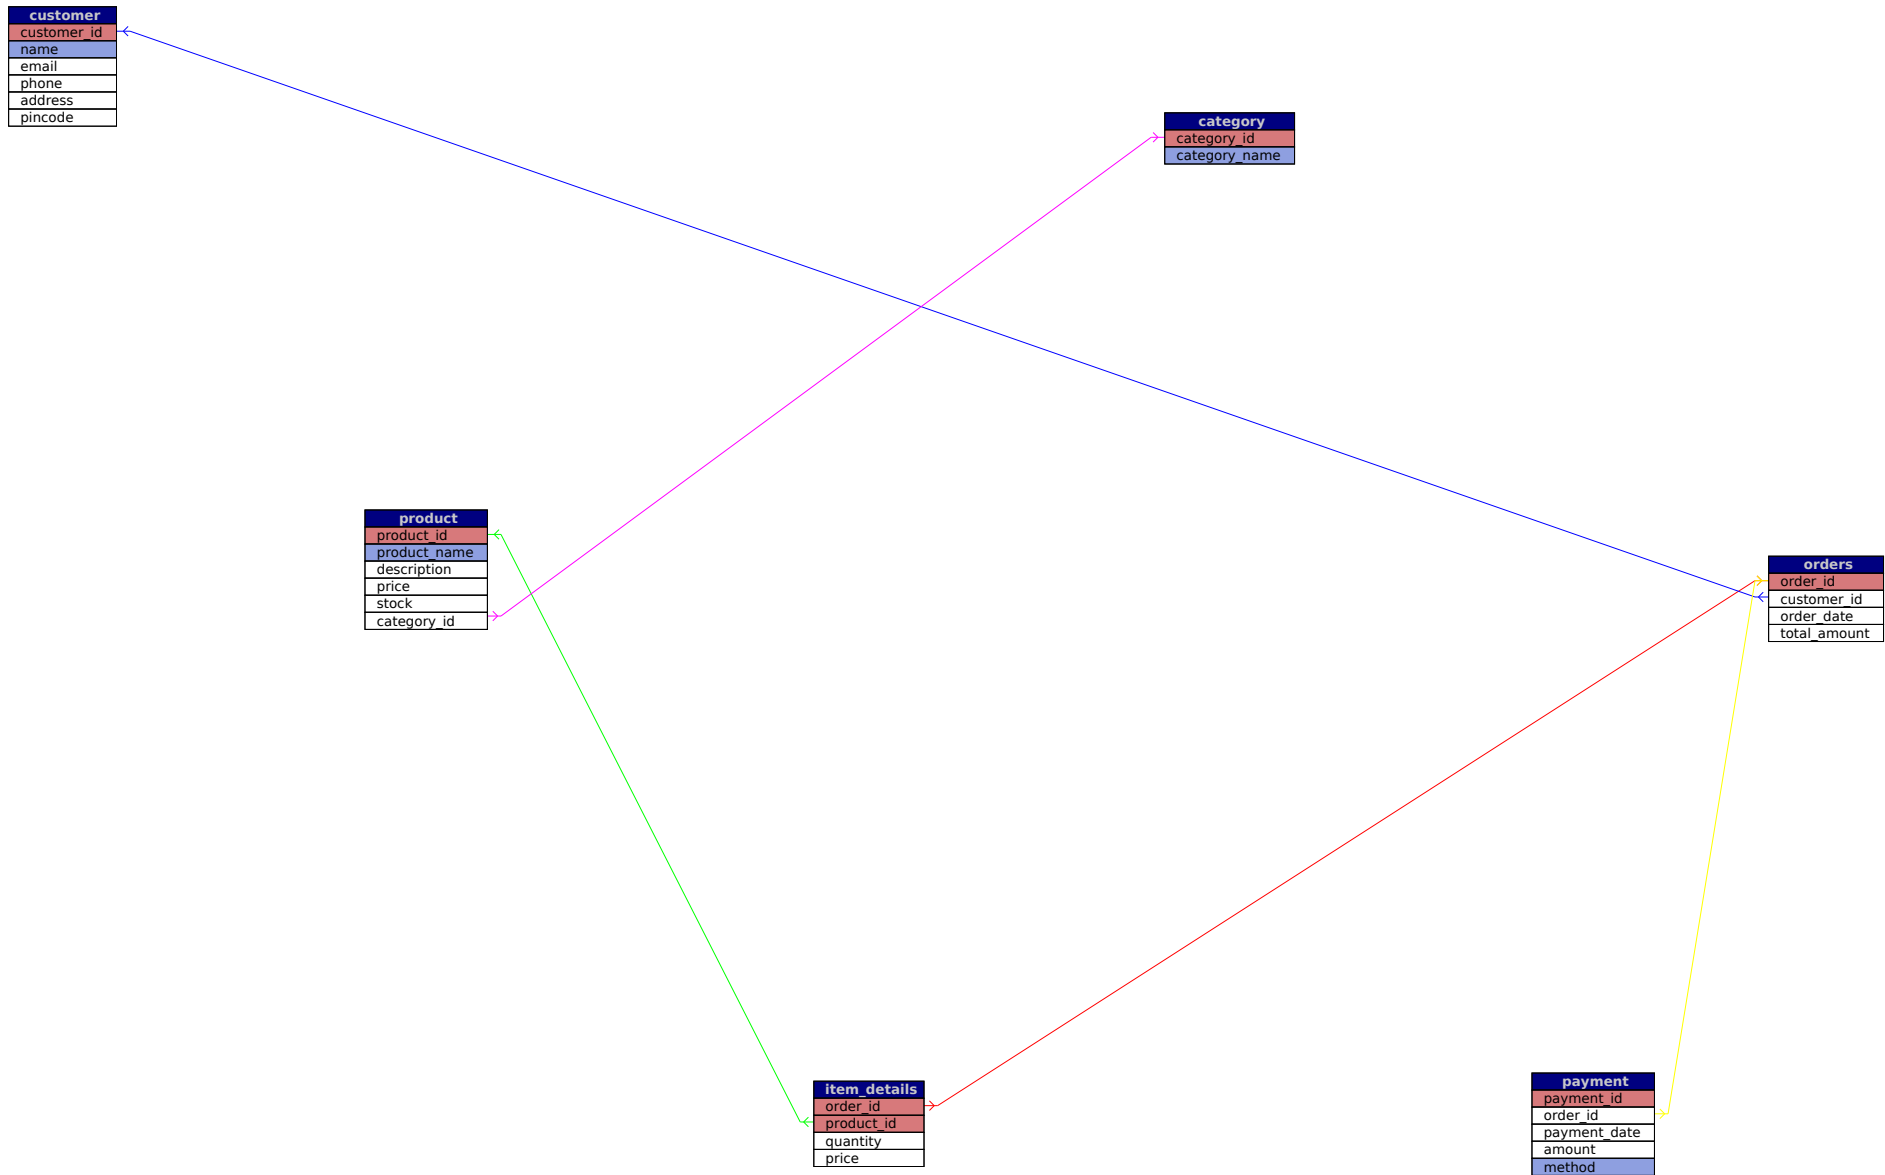 customer
customer_id
name
email
phone
address
pincode
category
category_id
category_name
product
product_id
product_name
description
price
stock
category_id
orders
order_id
customer_id
order_date
total_amount
item_details
order_id
product_id
quantity
price
payment
payment_id
order_id
payment_date
amount
method